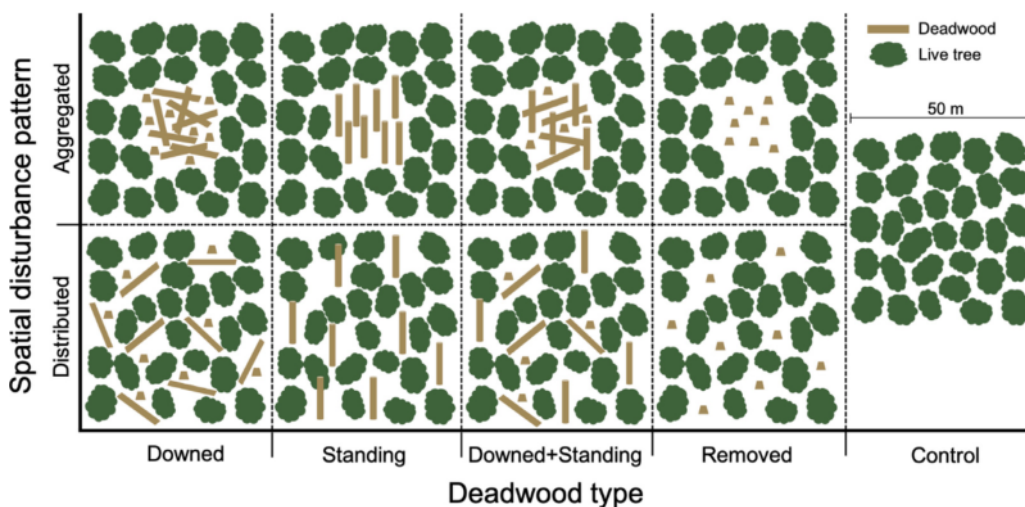 Deadwood
Live tree
50 m
Spatial disturbance pattern
Aggregated
Distributed
Downed
Standing
Downed+Standing
Removed
Control
Deadwood type